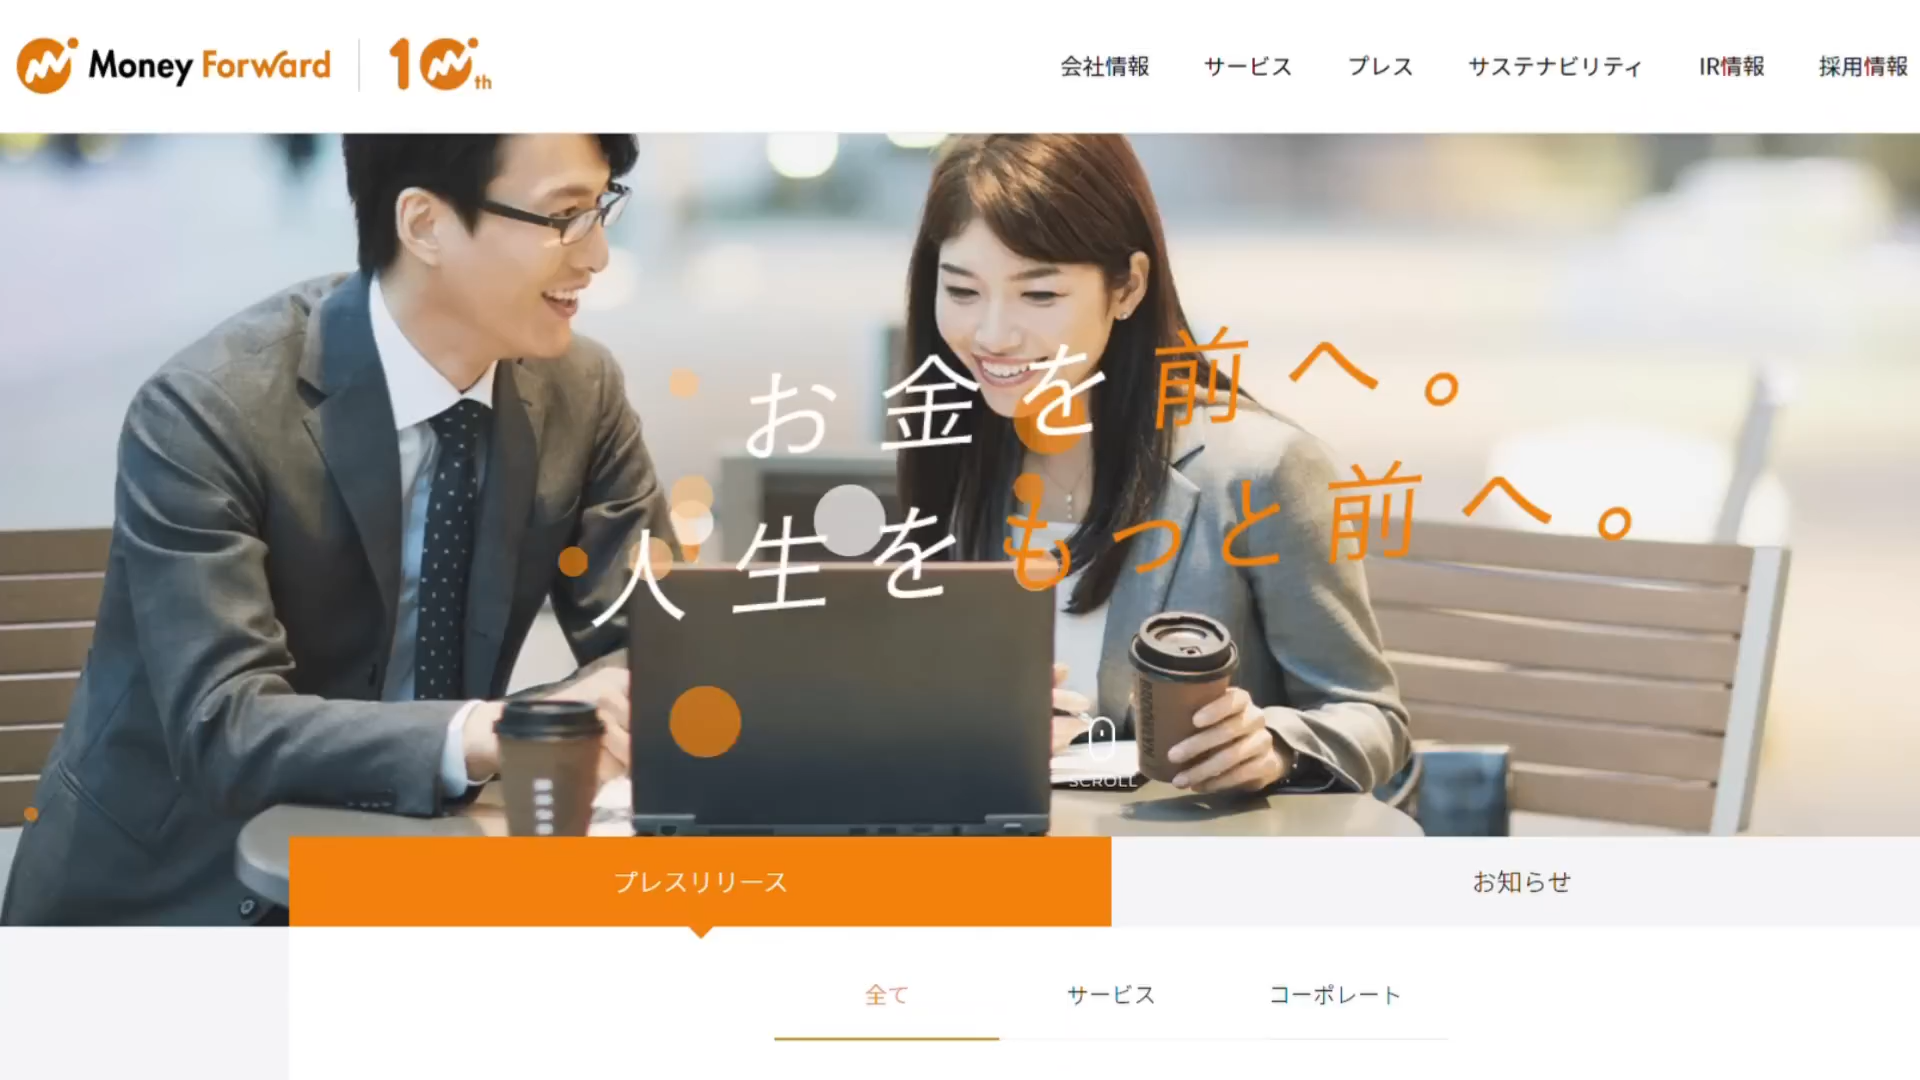 Money Forward
10th
会社情報
サービス
プレス
サステナビリティ
IR情報
採用情報
お金を前へ。
人生をもっと前へ。
SCROLL
プレスリリース
お知らせ
全て
サービス
コーポレート